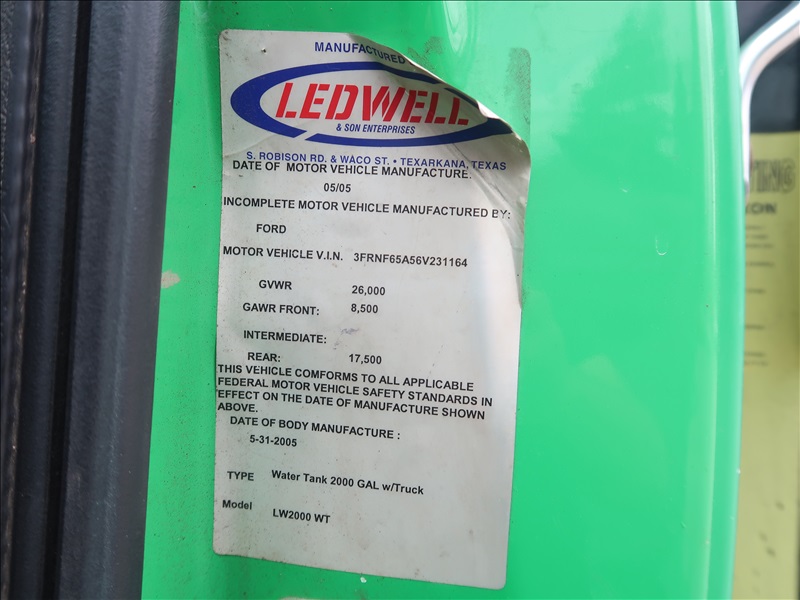 MANUFACTURED
LEDWELL
& SON ENTERPRISES
S. ROBISON RD. & WACO ST. • TEXARKANA, TEXAS
DATE OF MOTOR VEHICLE MANUFACTURE:
05/05
INCOMPLETE MOTOR VEHICLE MANUFACTURED BY:
FORD
MOTOR VEHICLE V.I.N. 3FRNF65A56V231164
GVWR 26,000
GAWR FRONT: 8,500
INTERMEDIATE:
REAR: 17,500
THIS VEHICLE COMFORMS TO ALL APPLICABLE
FEDERAL MOTOR VEHICLE SAFETY STANDARDS IN
EFFECT ON THE DATE OF MANUFACTURE SHOWN
ABOVE.
DATE OF BODY MANUFACTURE :
5-31-2005
TYPE Water Tank 2000 GAL w/Truck
Model LW2000 WT